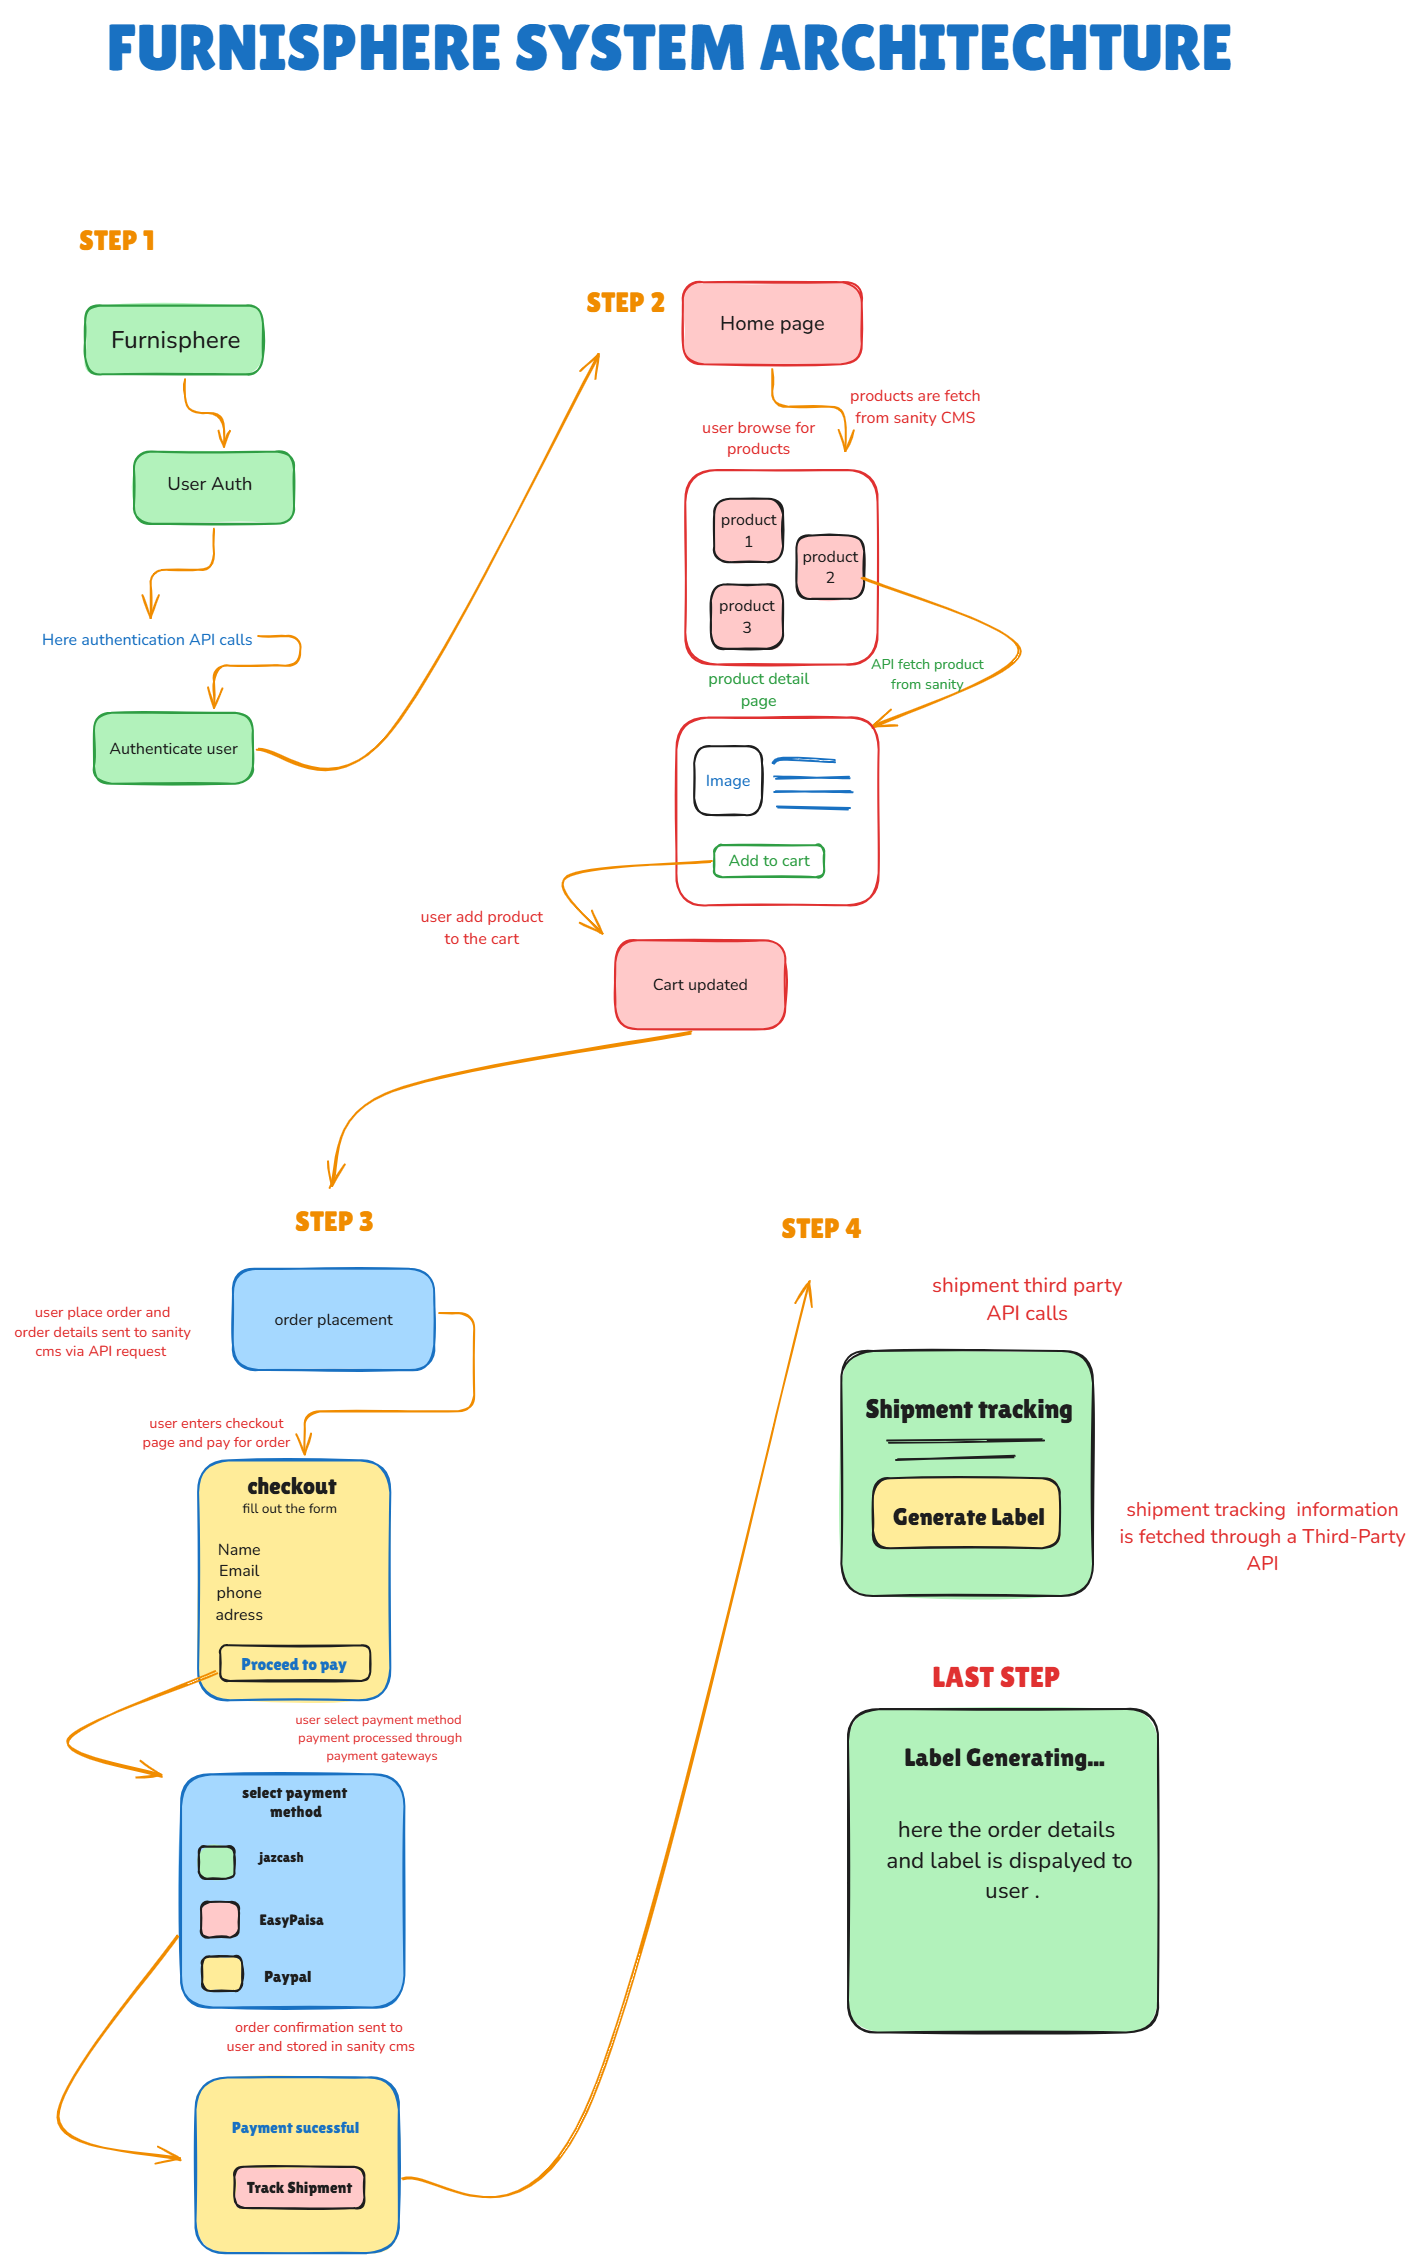 FURNISPHERE SYSTEM ARCHITECHTURE
STEP 1
Furnisphere
User Auth
Here authentication API calls
Authenticate user
STEP 2
Home page
products are fetch
from sanity CMS
user browse for
products
product
1
product
2
product
3
product detail
page
API fetch product
from sanity
Image
Add to cart
user add product
to the cart
Cart updated
STEP 3
order placement
user place order and
order details sent to sanity
cms via API request
user enters checkout
page and pay for order
checkout
fill out the form
Name
Email
phone
adress
Proceed to pay
user select payment method
payment processed through
payment gateways
select payment
method
jazcash
EasyPaisa
Paypal
order confirmation sent to
user and stored in sanity cms
Payment sucessful
Track Shipment
STEP 4
shipment third party
API calls
Shipment tracking
Generate Label
shipment tracking  information
is fetched through a Third-Party
API
LAST STEP
Label Generating...
here the order details
and label is dispalyed to
user .